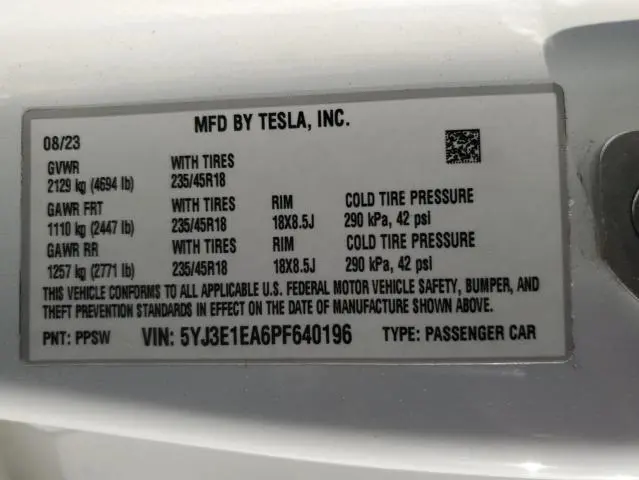 MFD BY TESLA, INC.
08/23
GVWR WITH TIRES
2129 kg (4694 lb) 235/45R18
GAWR FRT WITH TIRES RIM COLD TIRE PRESSURE
1110 kg (2447 lb) 235/45R18 18X8.5J 290 kPa, 42 psi
GAWR RR WITH TIRES RIM COLD TIRE PRESSURE
1257 kg (2771 lb) 235/45R18 18X8.5J 290 kPa, 42 psi
THIS VEHICLE CONFORMS TO ALL APPLICABLE U.S. FEDERAL MOTOR VEHICLE SAFETY, BUMPER, AND
THEFT PREVENTION STANDARDS IN EFFECT ON THE DATE OF MANUFACTURE SHOWN ABOVE.
PNT: PPSW VIN: 5YJ3E1EA6PF640196 TYPE: PASSENGER CAR